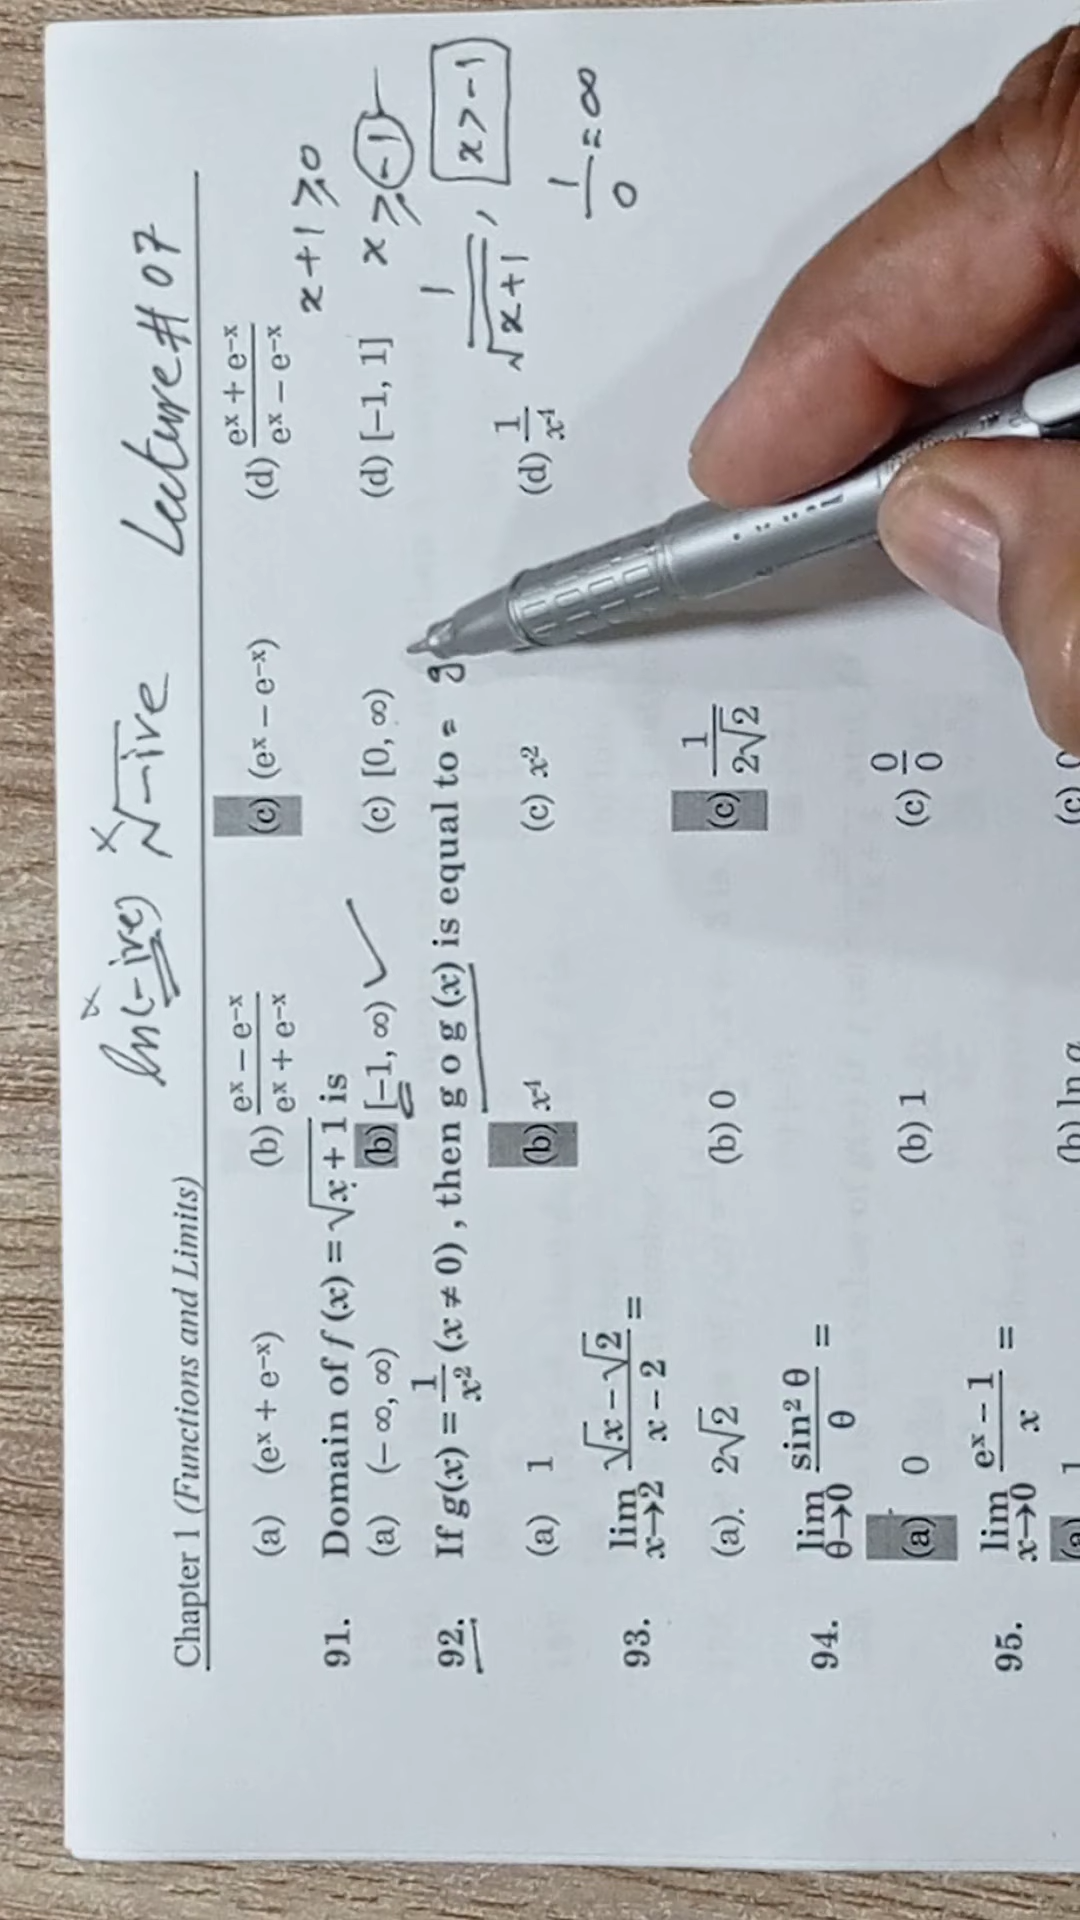 ln(-ive) √-ive Lecture # 07
Chapter 1 (Functions and Limits)
(a) (eˣ + e⁻ˣ) (b) (eˣ − e⁻ˣ)/(eˣ + e⁻ˣ) (c) (eˣ − e⁻ˣ) (d) (eˣ + e⁻ˣ)/(eˣ − e⁻ˣ)
91. Domain of f (x) = √(x + 1) is
x+1 ≥ 0
(a) (− ∞, ∞) (b) [−1, ∞) ✓ (c) [0, ∞) (d) [−1, 1]
x ≥ -1
92. If g(x) = 1/x² (x ≠ 0) , then g o g (x) is equal to = g
1/√(x+1) , x > -1
(a) 1 (b) x⁴ (c) x² (d) 1/x⁴
1/0 = ∞
93. lim x→2 (√x − √2)/(x − 2) =
(a). 2√2 (b) 0 (c) 1/(2√2)
94. lim θ→0 sin² θ/θ =
(a) 0 (b) 1 (c) 0/0
95. lim x→0 (eˣ − 1)/x =
(a) 1 (b) ln (c)